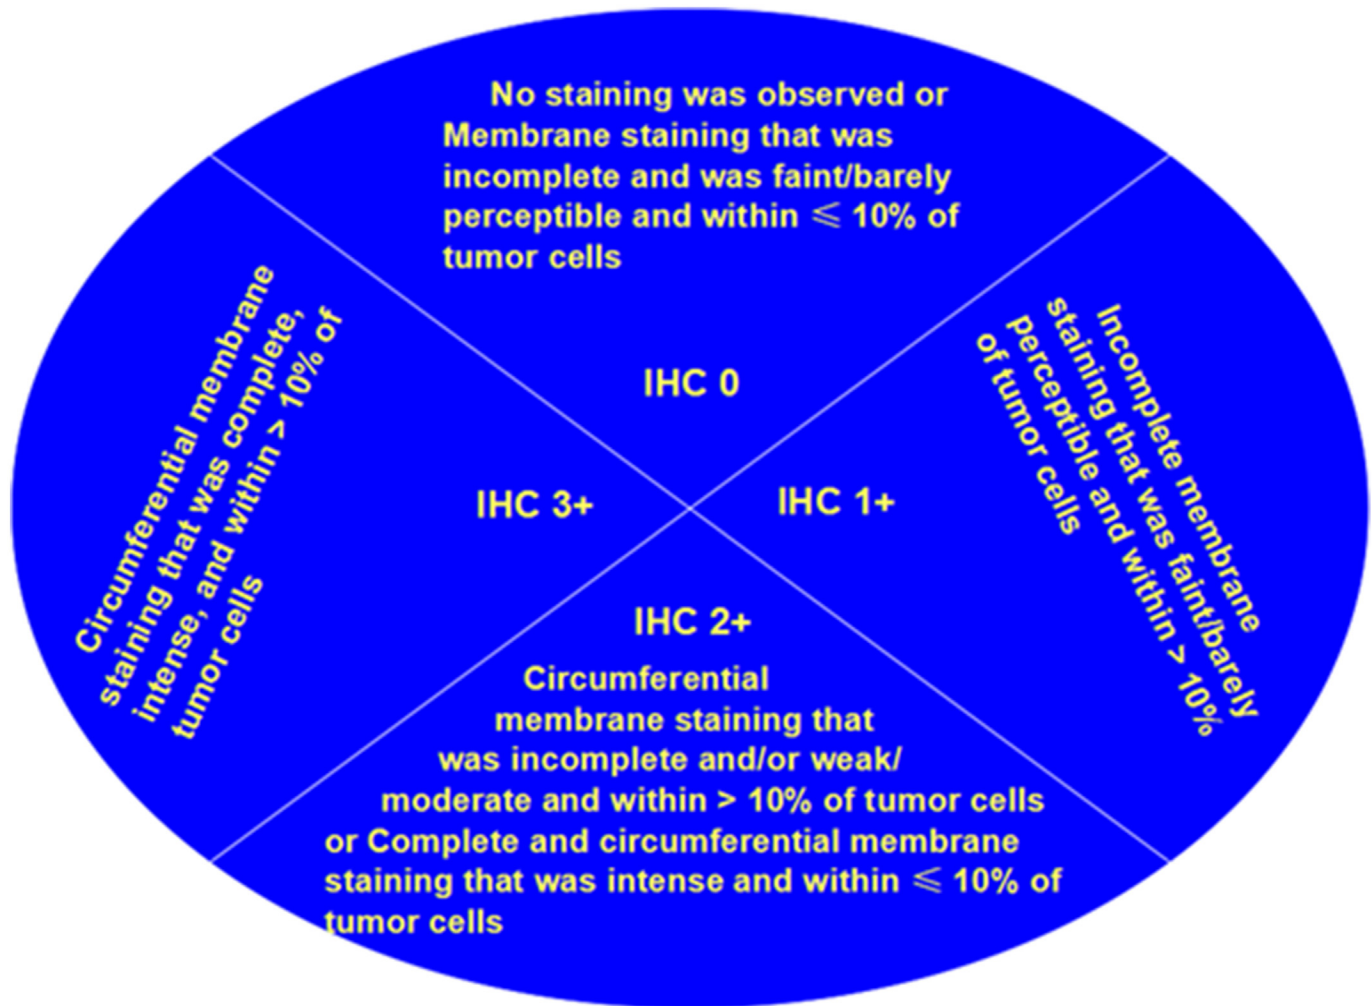 No staining was observed or
Membrane staining that was
incomplete and was faint/barely
perceptible and within ⩽ 10% of
tumor cells
IHC 0
Circumferential membrane
staining that was complete,
intense, and within > 10% of
tumor cells
IHC 3+
IHC 1+
Incomplete membrane
staining that was faint/barely
perceptible and within > 10%
of tumor cells
IHC 2+
Circumferential
membrane staining that
was incomplete and/or weak/
moderate and within > 10% of tumor cells
or Complete and circumferential membrane
staining that was intense and within ⩽ 10% of
tumor cells